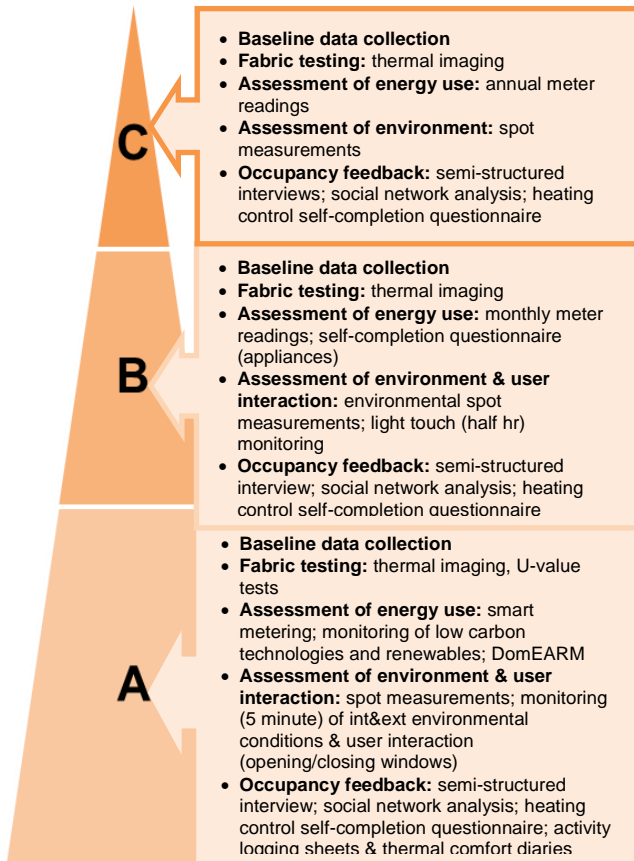 C
• Baseline data collection
• Fabric testing: thermal imaging
• Assessment of energy use: annual meter
readings
• Assessment of environment: spot
measurements
• Occupancy feedback: semi-structured
interviews; social network analysis; heating
control self-completion questionnaire
B
• Baseline data collection
• Fabric testing: thermal imaging
• Assessment of energy use: monthly meter
readings; self-completion questionnaire
(appliances)
• Assessment of environment & user
interaction: environmental spot
measurements; light touch (half hr)
monitoring
• Occupancy feedback: semi-structured
interview; social network analysis; heating
control self-completion questionnaire
A
• Baseline data collection
• Fabric testing: thermal imaging, U-value
tests
• Assessment of energy use: smart
metering; monitoring of low carbon
technologies and renewables; DomEARM
• Assessment of environment & user
interaction: spot measurements; monitoring
(5 minute) of int&ext environmental
conditions & user interaction
(opening/closing windows)
• Occupancy feedback: semi-structured
interview; social network analysis; heating
control self-completion questionnaire; activity
logging sheets & thermal comfort diaries